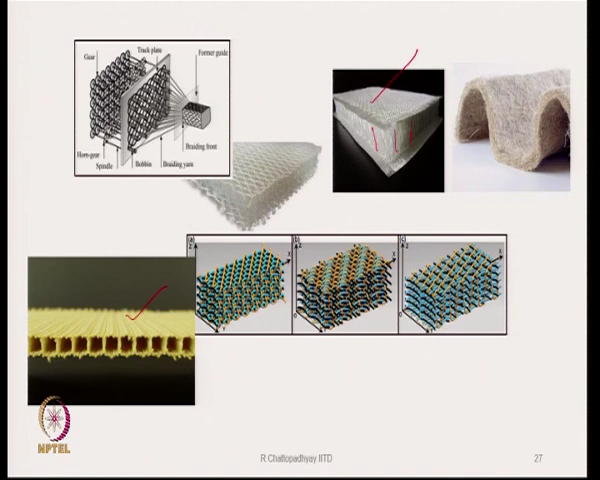 Track plate
Former guide
Gear
Horn-gear
Spindle
Bobbin
Braiding yarn
Braiding front
(a)
(b)
(c)
Z
X
Z
X
Z
X
NPTEL
R Chattopadhyay IITD
27